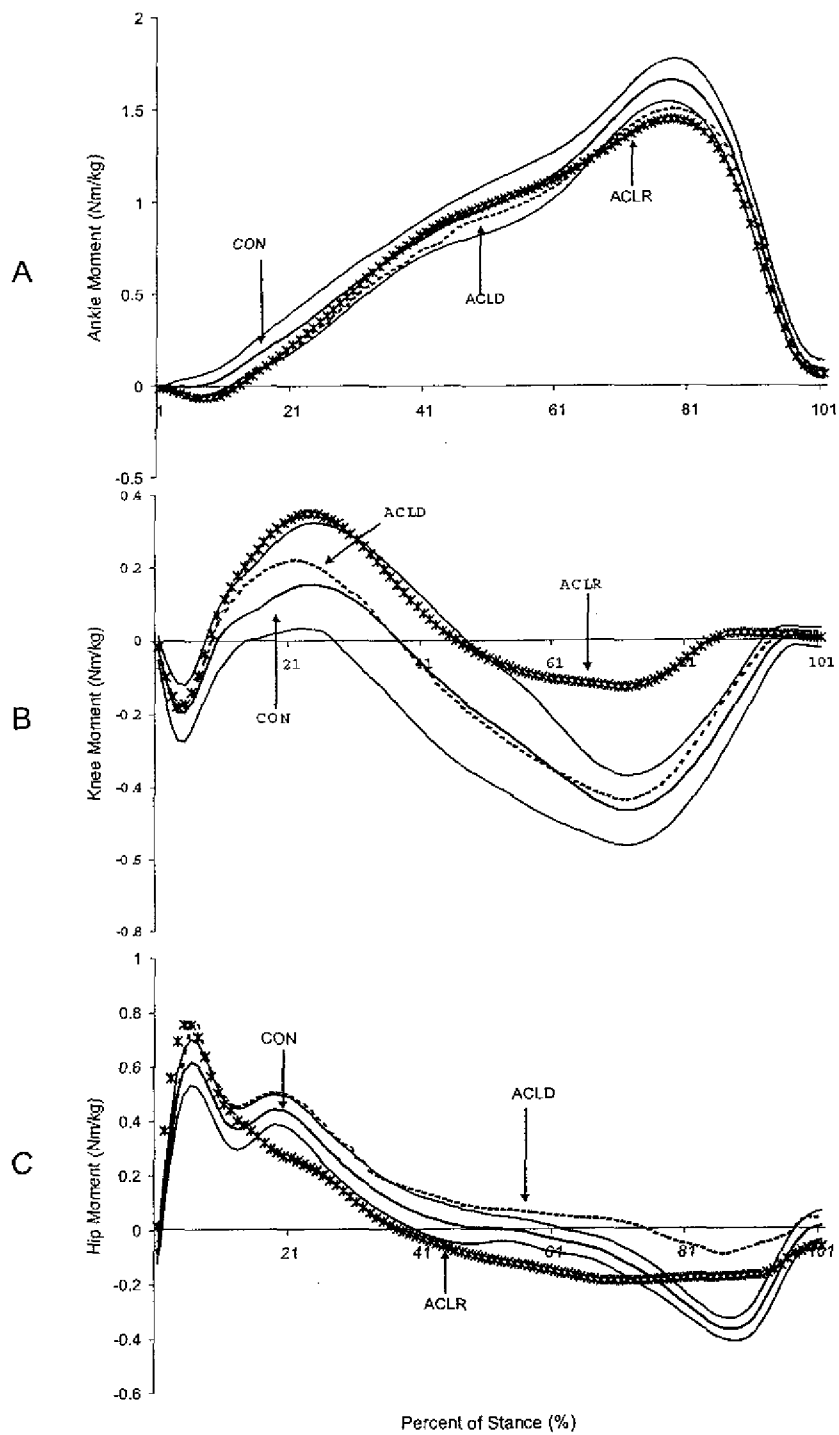 A
Ankle Moment (Nm/kg)
2
1.5
1
0.5
0
-0.5
CON
ACLD
ACLR
1 21 41 61 81 101
B
Knee Moment (Nm/kg)
0.4
0.2
0
-0.2
-0.4
-0.5
-0.8
ACLD
ACLR
CON
21 41 61 81 101
C
Hip Moment (Nm/kg)
1
0.8
0.6
0.4
0.2
0
-0.2
-0.4
-0.6
CON
ACLD
ACLR
21 41 61 81 101
Percent of Stance (%)